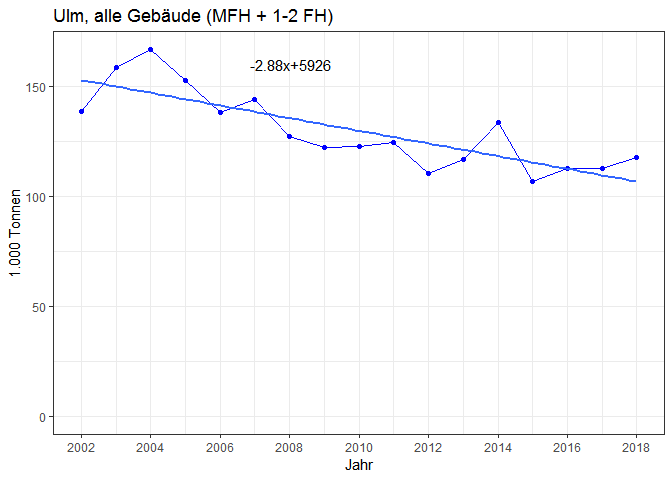 Ulm, alle Gebäude (MFH + 1-2 FH)
-2.88x+5926
150
100
50
0
1.000 Tonnen
2002 2004 2006 2008 2010 2012 2014 2016 2018
Jahr